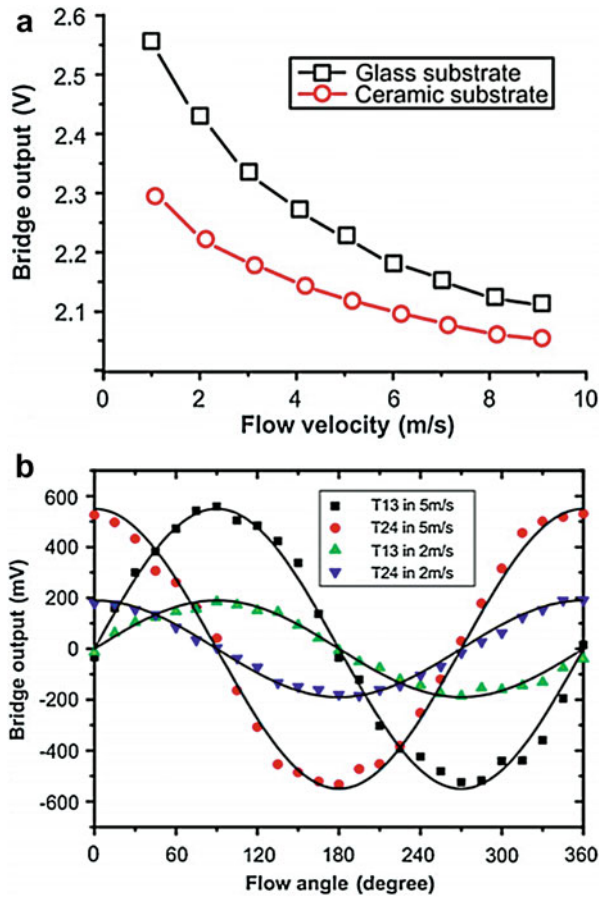 a
2.6
2.5
2.4
2.3
2.2
2.1
Bridge output (V)
Glass substrate
Ceramic substrate
0 2 4 6 8 10
Flow velocity (m/s)
b
600
400
200
0
-200
-400
-600
Bridge output (mV)
T13 in 5m/s
T24 in 5m/s
T13 in 2m/s
T24 in 2m/s
0 60 120 180 240 300 360
Flow angle (degree)